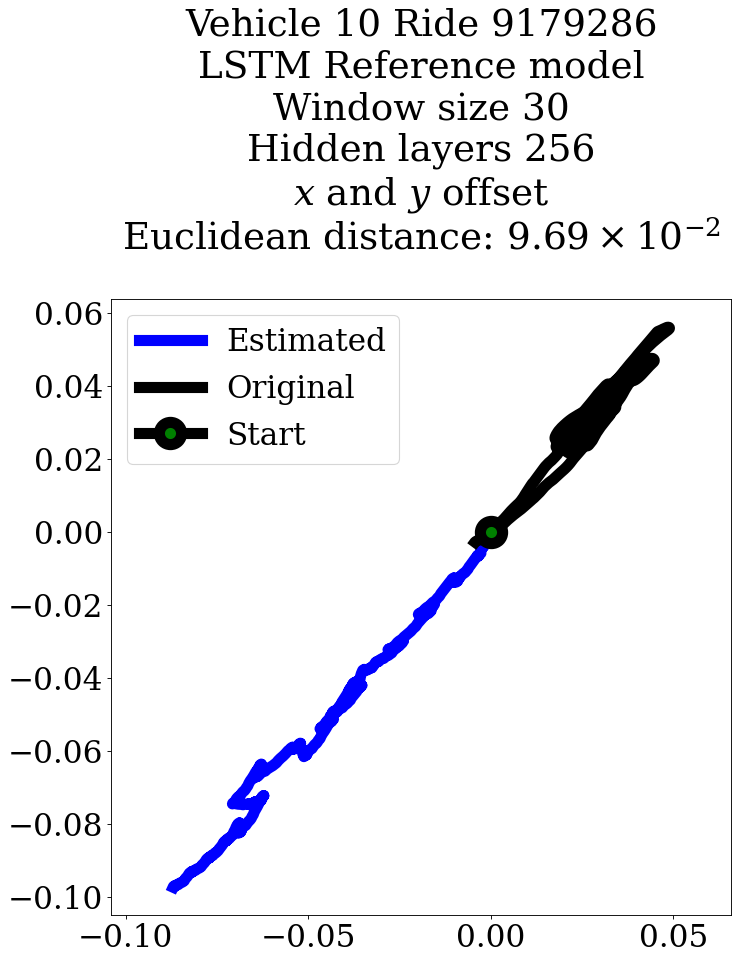 Vehicle 10 Ride 9179286
LSTM Reference model
Window size 30
Hidden layers 256
x and y offset
Euclidean distance: 9.69 × 10⁻²
Estimated
Original
Start
0.06
0.04
0.02
0.00
−0.02
−0.04
−0.06
−0.08
−0.10
−0.10 −0.05 0.00 0.05